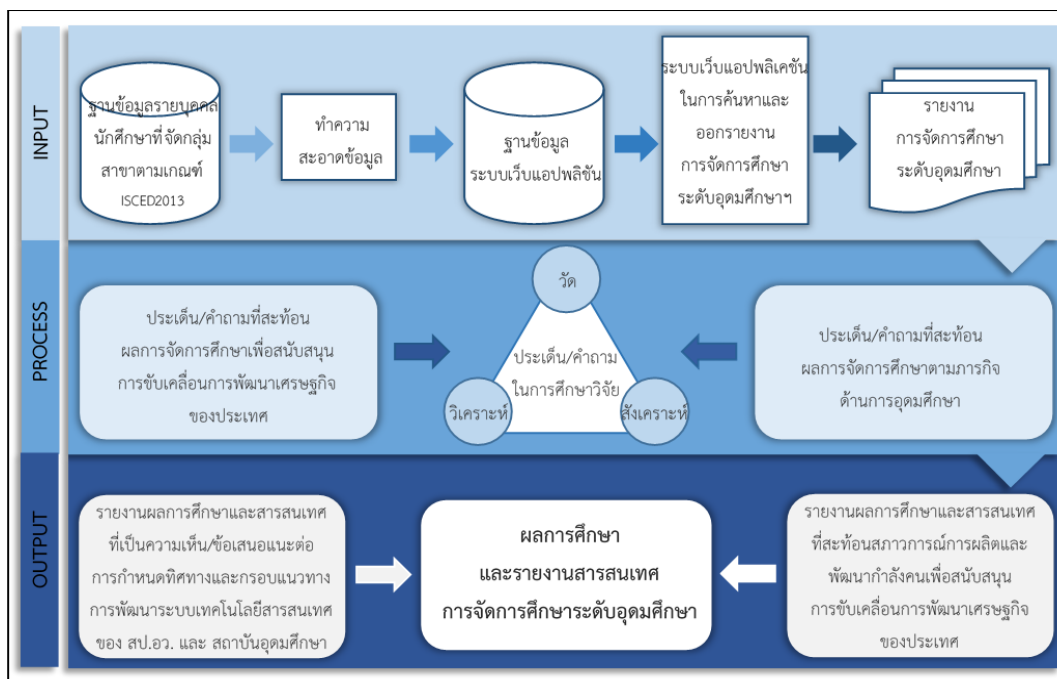 INPUT
ฐานข้อมูลรายบุคคล
นักศึกษาที่จัดกลุ่ม
สาขาตามเกณฑ์
ISCED2013
ทำความ
สะอาดข้อมูล
ฐานข้อมูล
ระบบเว็บแอปพลิชัน
ระบบเว็บแอปพลิเคชัน
ในการค้นหาและ
ออกรายงาน
การจัดการศึกษา
ระดับอุดมศึกษาฯ
รายงาน
การจัดการศึกษา
ระดับอุดมศึกษา
PROCESS
ประเด็น/คำถามที่สะท้อน
ผลการจัดการศึกษาเพื่อสนับสนุน
การขับเคลื่อนการพัฒนาเศรษฐกิจ
ของประเทศ
วัด
ประเด็น/คำถาม
ในการศึกษาวิจัย
วิเคราะห์
สังเคราะห์
ประเด็น/คำถามที่สะท้อน
ผลการจัดการศึกษาตามภารกิจ
ด้านการอุดมศึกษา
OUTPUT
รายงานผลการศึกษาและสารสนเทศ
ที่เป็นความเห็น/ข้อเสนอแนะต่อ
การกำหนดทิศทางและกรอบแนวทาง
การพัฒนาระบบเทคโนโลยีสารสนเทศ
ของ สป.อว. และ สถาบันอุดมศึกษา
ผลการศึกษา
และรายงานสารสนเทศ
การจัดการศึกษาระดับอุดมศึกษา
รายงานผลการศึกษาและสารสนเทศ
ที่สะท้อนสภาวการณ์การผลิตและ
พัฒนากำลังคนเพื่อสนับสนุน
การขับเคลื่อนการพัฒนาเศรษฐกิจ
ของประเทศ